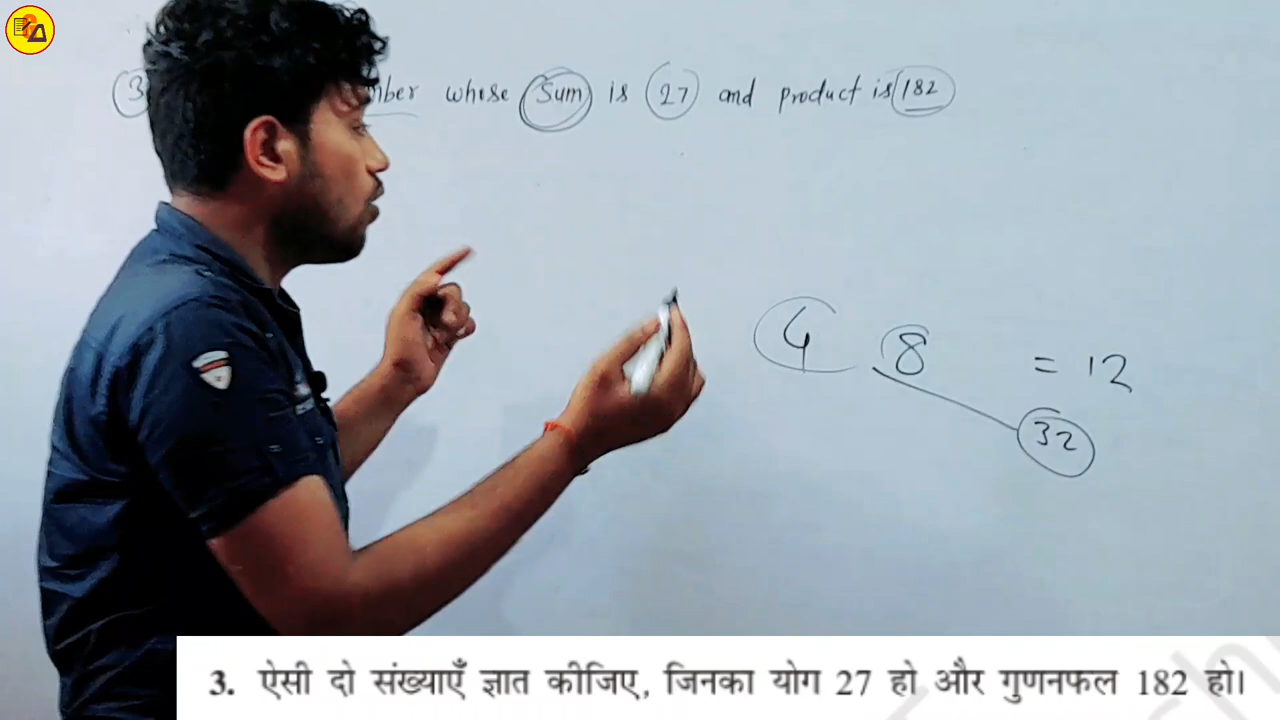 3 whose Sum is 27 and product is 182
4 8 = 12
32
3. ऐसी दो संख्याएँ ज्ञात कीजिए, जिनका योग 27 हो और गुणनफल 182 हो।